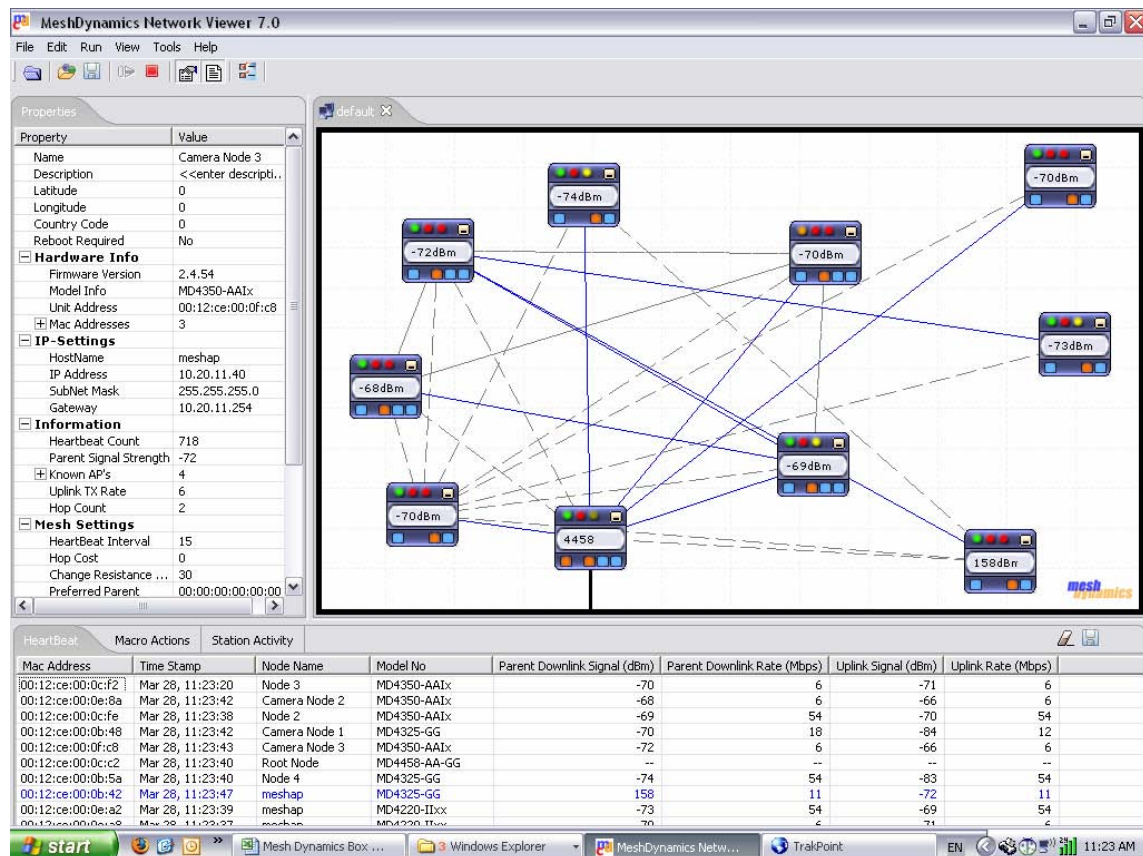 MeshDynamics Network Viewer 7.0
File Edit Run View Tools Help
Properties
default
Property Value
Name Camera Node 3
Description <<enter descripti..
Latitude 0
Longitude 0
Country Code 0
Reboot Required No
Hardware Info
Firmware Version 2.4.54
Model Info MD4350-AAIx
Unit Address 00:12:ce:00:0f:c8
Mac Addresses 3
IP-Settings
HostName meshap
IP Address 10.20.11.40
SubNet Mask 255.255.255.0
Gateway 10.20.11.254
Information
Heartbeat Count 718
Parent Signal Strength -72
Known AP's 4
Uplink TX Rate 6
Hop Count 2
Mesh Settings
HeartBeat Interval 15
Hop Cost 0
Change Resistance ... 30
Preferred Parent 00:00:00:00:00:00
-70dBm
-74dBm
-72dBm
-70dBm
-73dBm
-68dBm
-69dBm
-70dBm
4458
158dBm
mesh dynamics
HeartBeat Macro Actions Station Activity
Mac Address Time Stamp Node Name Model No Parent Downlink Signal (dBm) Parent Downlink Rate (Mbps) Uplink Signal (dBm) Uplink Rate (Mbps)
00:12:ce:00:0c:f2 Mar 28, 11:23:20 Node 3 MD4350-AAIx -70 6 -71 6
00:12:ce:00:0e:8a Mar 28, 11:23:42 Camera Node 2 MD4350-AAIx -68 6 -66 6
00:12:ce:00:0c:fe Mar 28, 11:23:38 Node 2 MD4350-AAIx -69 54 -70 54
00:12:ce:00:0b:48 Mar 28, 11:23:42 Camera Node 1 MD4325-GG -70 18 -84 12
00:12:ce:00:0f:c8 Mar 28, 11:23:43 Camera Node 3 MD4350-AAIx -72 6 -66 6
00:12:ce:00:0c:c2 Mar 28, 11:23:40 Root Node MD4458-AA-GG -- -- -- --
00:12:ce:00:0b:5a Mar 28, 11:23:40 Node 4 MD4325-GG -74 54 -83 54
00:12:ce:00:0b:42 Mar 28, 11:23:47 meshap MD4325-GG 158 11 -72 11
00:12:ce:00:0e:a2 Mar 28, 11:23:39 meshap MD4220-IIxx -73 54 -69 54
start Mesh Dynamics Box ... 3 Windows Explorer MeshDynamics Netw... TrakPoint EN 11:23 AM